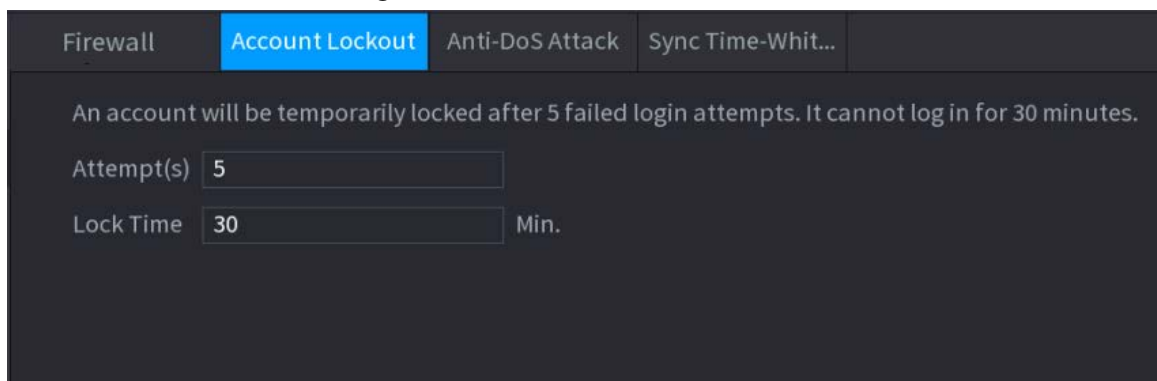 Firewall Account Lockout Anti-DoS Attack Sync Time-Whit...
An account will be temporarily locked after 5 failed login attempts. It cannot log in for 30 minutes.
Attempt(s) 5
Lock Time 30 Min.